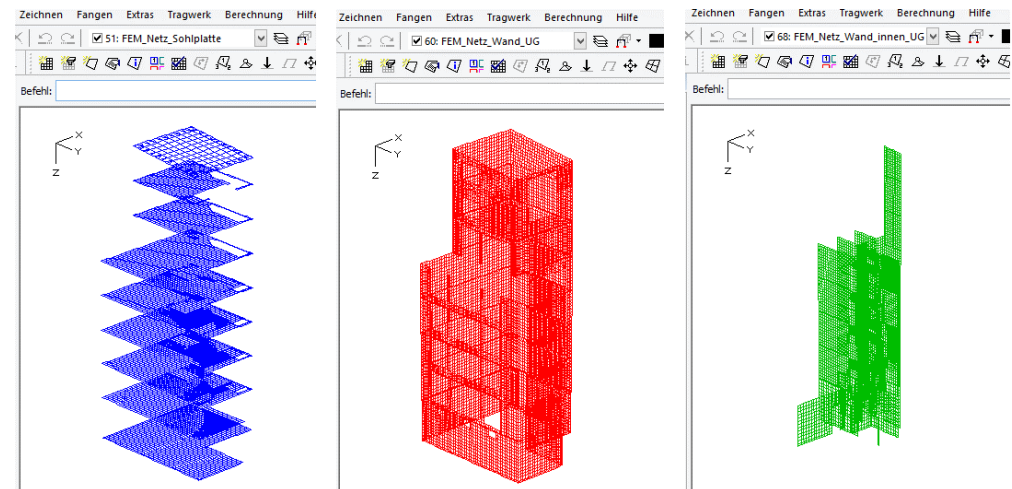 Zeichnen Fangen Extras Tragwerk Berechnung Hilfe
51: FEM_Netz_Sohlplatte
Befehl:
X
Y
Z
Zeichnen Fangen Extras Tragwerk Berechnung Hilfe
60: FEM_Netz_Wand_UG
Befehl:
X
Y
Z
Zeichnen Fangen Extras Tragwerk Berechnung Hilfe
68: FEM_Netz_Wand_innen_UG
Befehl:
X
Y
Z